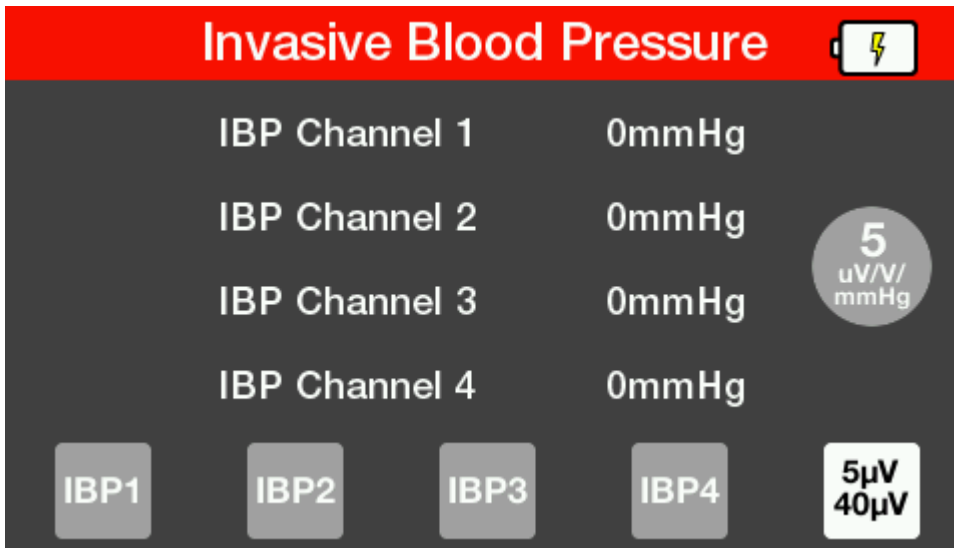 Invasive Blood Pressure
IBP Channel 1 0mmHg
IBP Channel 2 0mmHg
IBP Channel 3 0mmHg
IBP Channel 4 0mmHg
5
uV/V/
mmHg
IBP1 IBP2 IBP3 IBP4
5µV
40µV